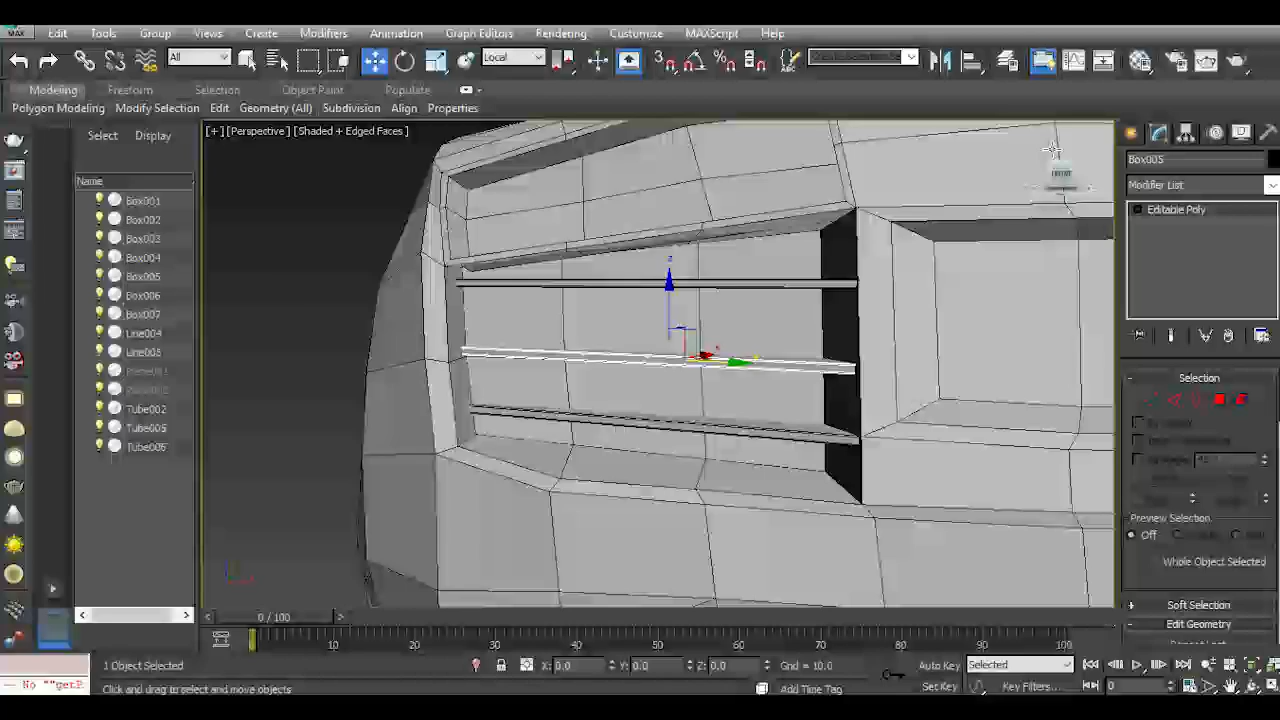 MAX Edit Tools Group Views Create Modifiers Animation Graph Editors Rendering Customize MAXScript Help
All Local
Modeling Freeform Selection Object Paint Populate
Polygon Modeling Modify Selection Edit Geometry (All) Subdivision Align Properties
Select Display
[+] [Perspective] [Shaded + Edged Faces]
Name
Box001
Box002
Box003
Box004
Box005
Box006
Box007
Line004
Tube002
Tube005
FRONT
Box005
Modifier List
Editable Poly
Selection
Preview Selection
Off
Whole Object Selected
Soft Selection
Edit Geometry
0 / 100
10 20 30 40 50 60 70 80 90 100
1 Object Selected X: 0.0 Y: 0.0 Z: 0.0 Grid = 10.0 Auto Key Selected
Click and drag to select and move objects Add Time Tag Set Key Key Filters... 0